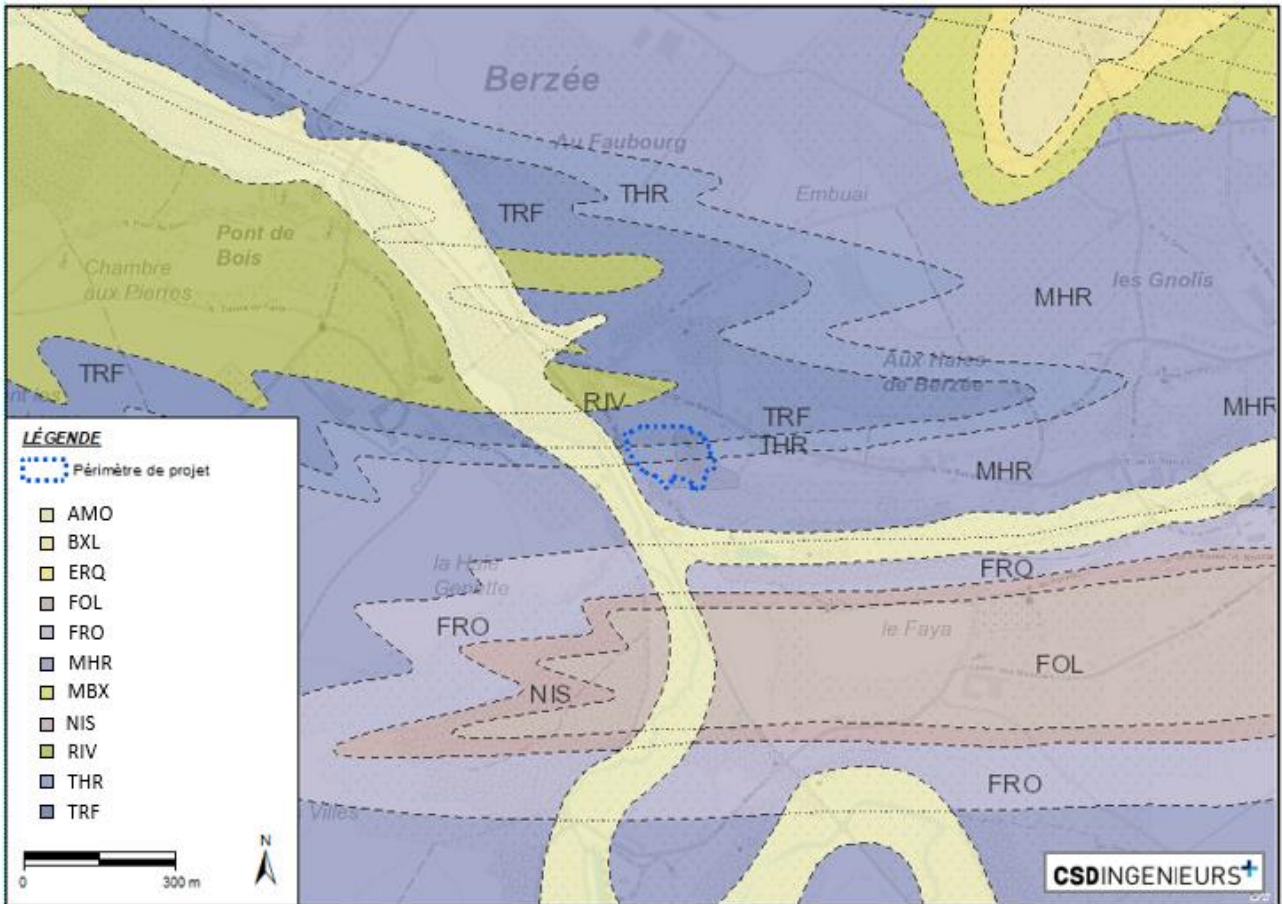 Berzée
Au Faubourg
THR
Embuai
TRF
Pont de
Bois
Chambre
aux Pierres
les Gnolis
MHR
Aux Haies
de Berzée
TRF
RIV
TRF
THR
MHR
MHR
LÉGENDE
Périmètre de projet
AMO
BXL
ERQ
FOL
FRO
MHR
MBX
NIS
RIV
THR
TRF
0
300 m
N
la Haie
Genette
FRO
FRO
le Faya
FOL
NIS
FRO
Villes
CSDINGENIEURS+